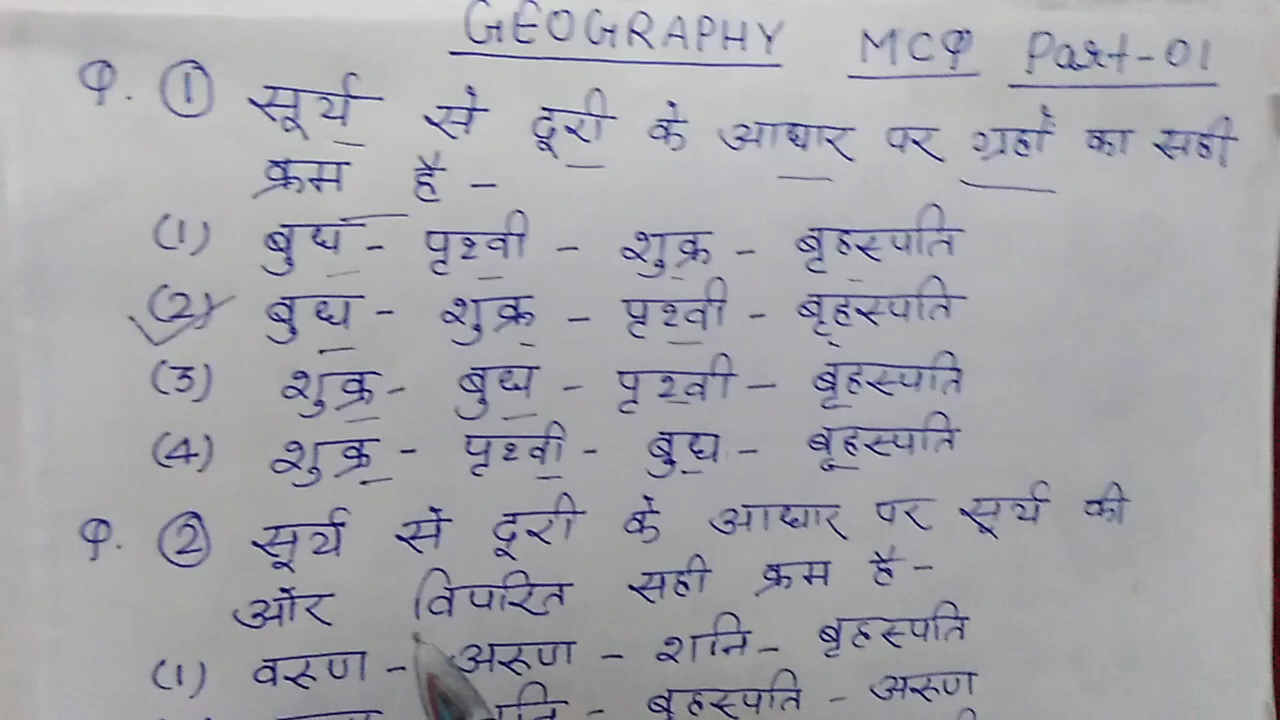 GEOGRAPHY MCQ Part-01
Q. ① सूर्य से दूरी के आधार पर ग्रहों का सही
क्रम है -
(1) बुध - पृथ्वी - शुक्र - बृहस्पति
(2) बुध - शुक्र - पृथ्वी - बृहस्पति
(3) शुक्र - बुध - पृथ्वी - बृहस्पति
(4) शुक्र - पृथ्वी - बुध - बृहस्पति
Q. ② सूर्य से दूरी के आधार पर सूर्य की
ओर विपरित सही क्रम है -
(1) वरुण - अरुण - शनि - बृहस्पति
- बृहस्पति - अरुण